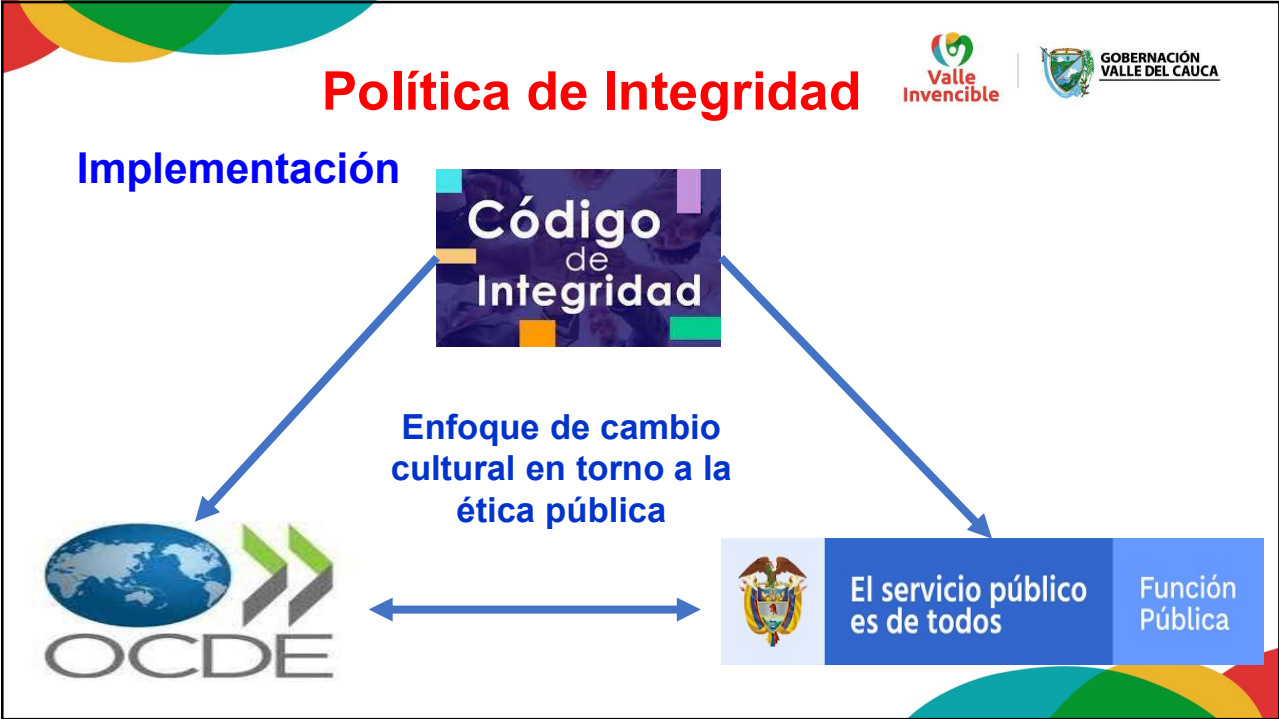 Política de Integridad
Valle
Invencible
GOBERNACIÓN
VALLE DEL CAUCA
Implementación
Código
de
Integridad
Enfoque de cambio
cultural en torno a la
ética pública
OCDE
El servicio público
es de todos
Función
Pública